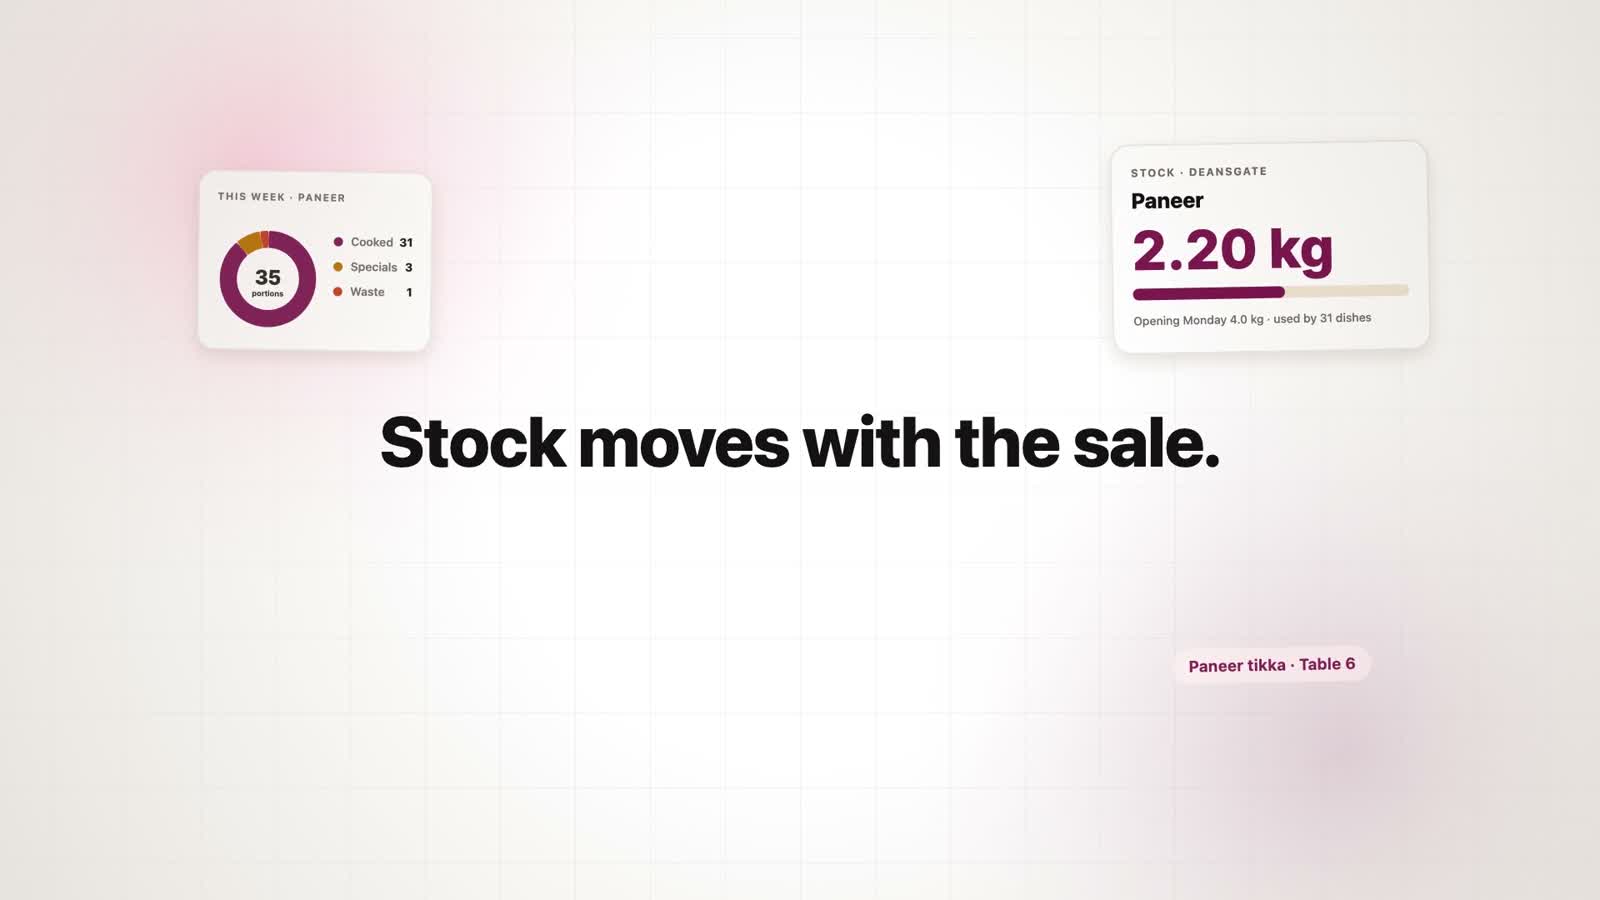 THIS WEEK · PANEER
35
portions
Cooked 31
Specials 3
Waste 1
STOCK · DEANSGATE
Paneer
2.20 kg
Opening Monday 4.0 kg · used by 31 dishes
Stock moves with the sale.
Paneer tikka · Table 6